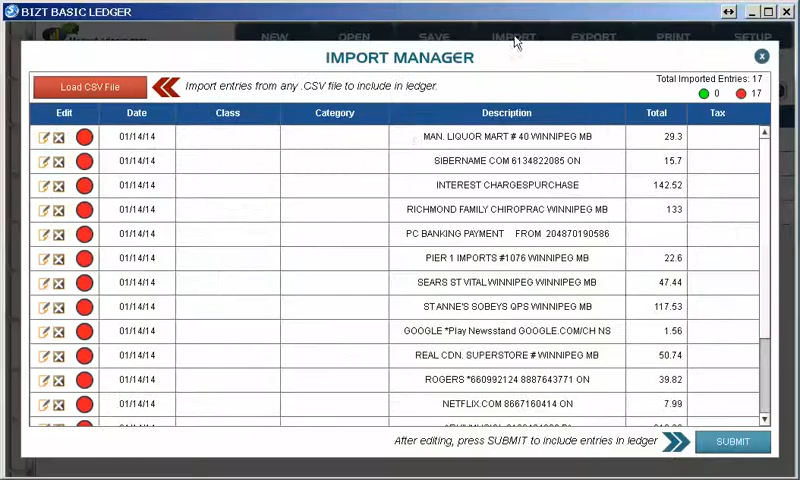 BIZT BASIC LEDGER
NEW OPEN SAVE IMPORT EXPORT PRINT SETUP
IMPORT MANAGER
x
Load CSV File
Import entries from any .CSV file to include in ledger.
Total Imported Entries: 17
0 17
Edit Date Class Category Description Total Tax
01/14/14 MAN. LIQUOR MART # 40 WINNIPEG MB 29.3
01/14/14 SIBERNAME COM 6134822085 ON 15.7
01/14/14 INTEREST CHARGESPURCHASE 142.52
01/14/14 RICHMOND FAMILY CHIROPRAC WINNIPEG MB 133
01/14/14 PC BANKING PAYMENT FROM 204870190586
01/14/14 PIER 1 IMPORTS #1076 WINNIPEG MB 22.6
01/14/14 SEARS ST VITAL WINNIPEG WINNIPEG MB 47.44
01/14/14 ST ANNE'S SOBEYS QPS WINNIPEG MB 117.53
01/14/14 GOOGLE *Play Newsstand GOOGLE.COM/CH NS 1.56
01/14/14 REAL CDN. SUPERSTORE # WINNIPEG MB 50.74
01/14/14 ROGERS *660992124 8887643771 ON 39.82
01/14/14 NETFLIX.COM 8667160414 ON 7.99
After editing, press SUBMIT to include entries in ledger
SUBMIT